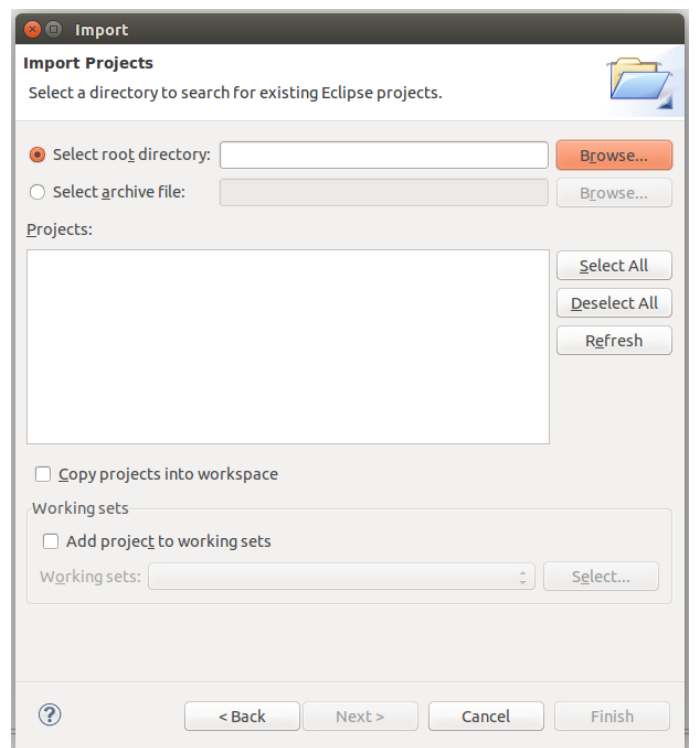 Import
Import Projects
Select a directory to search for existing Eclipse projects.
Select root directory: Browse...
Select archive file: Browse...
Projects:
Select All
Deselect All
Refresh
Copy projects into workspace
Working sets
Add project to working sets
Working sets: Select...
? < Back Next > Cancel Finish